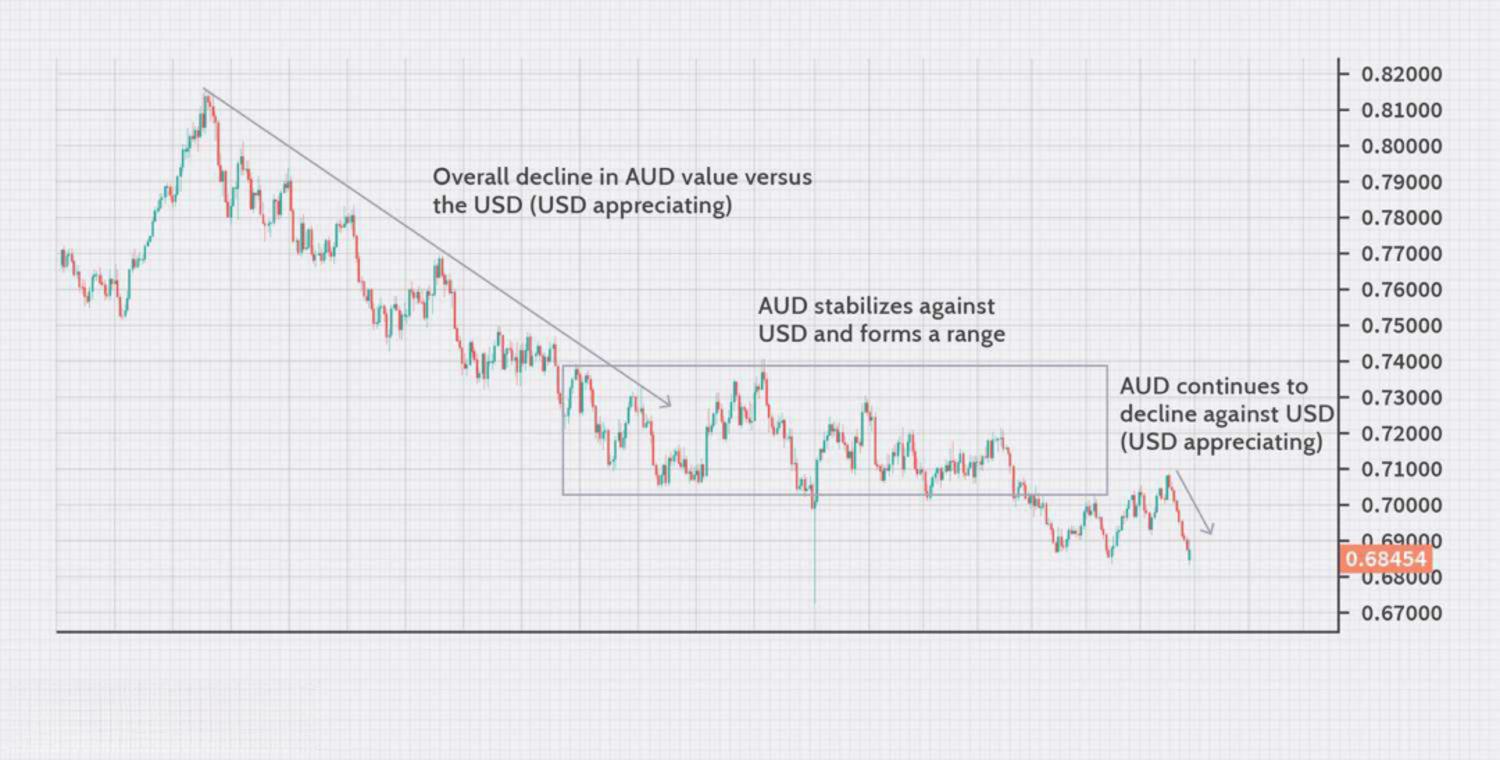 Overall decline in AUD value versus
the USD (USD appreciating)
AUD stabilizes against
USD and forms a range
AUD continues to
decline against USD
(USD appreciating)
0.82000
0.81000
0.80000
0.79000
0.78000
0.77000
0.76000
0.75000
0.74000
0.73000
0.72000
0.71000
0.70000
0.69000
0.68454
0.68000
0.67000